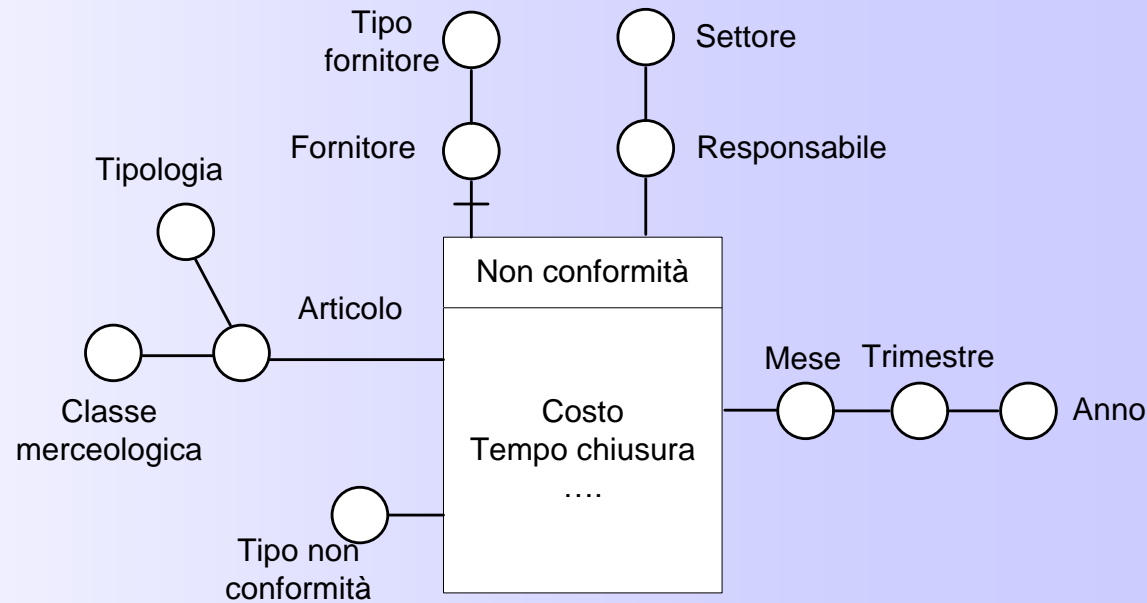 Tipo
fornitore
Settore
Fornitore
Responsabile
Tipologia
Non conformità
Articolo
Mese
Trimestre
Anno
Classe
merceologica
Costo
Tempo chiusura
....
Tipo non
conformità